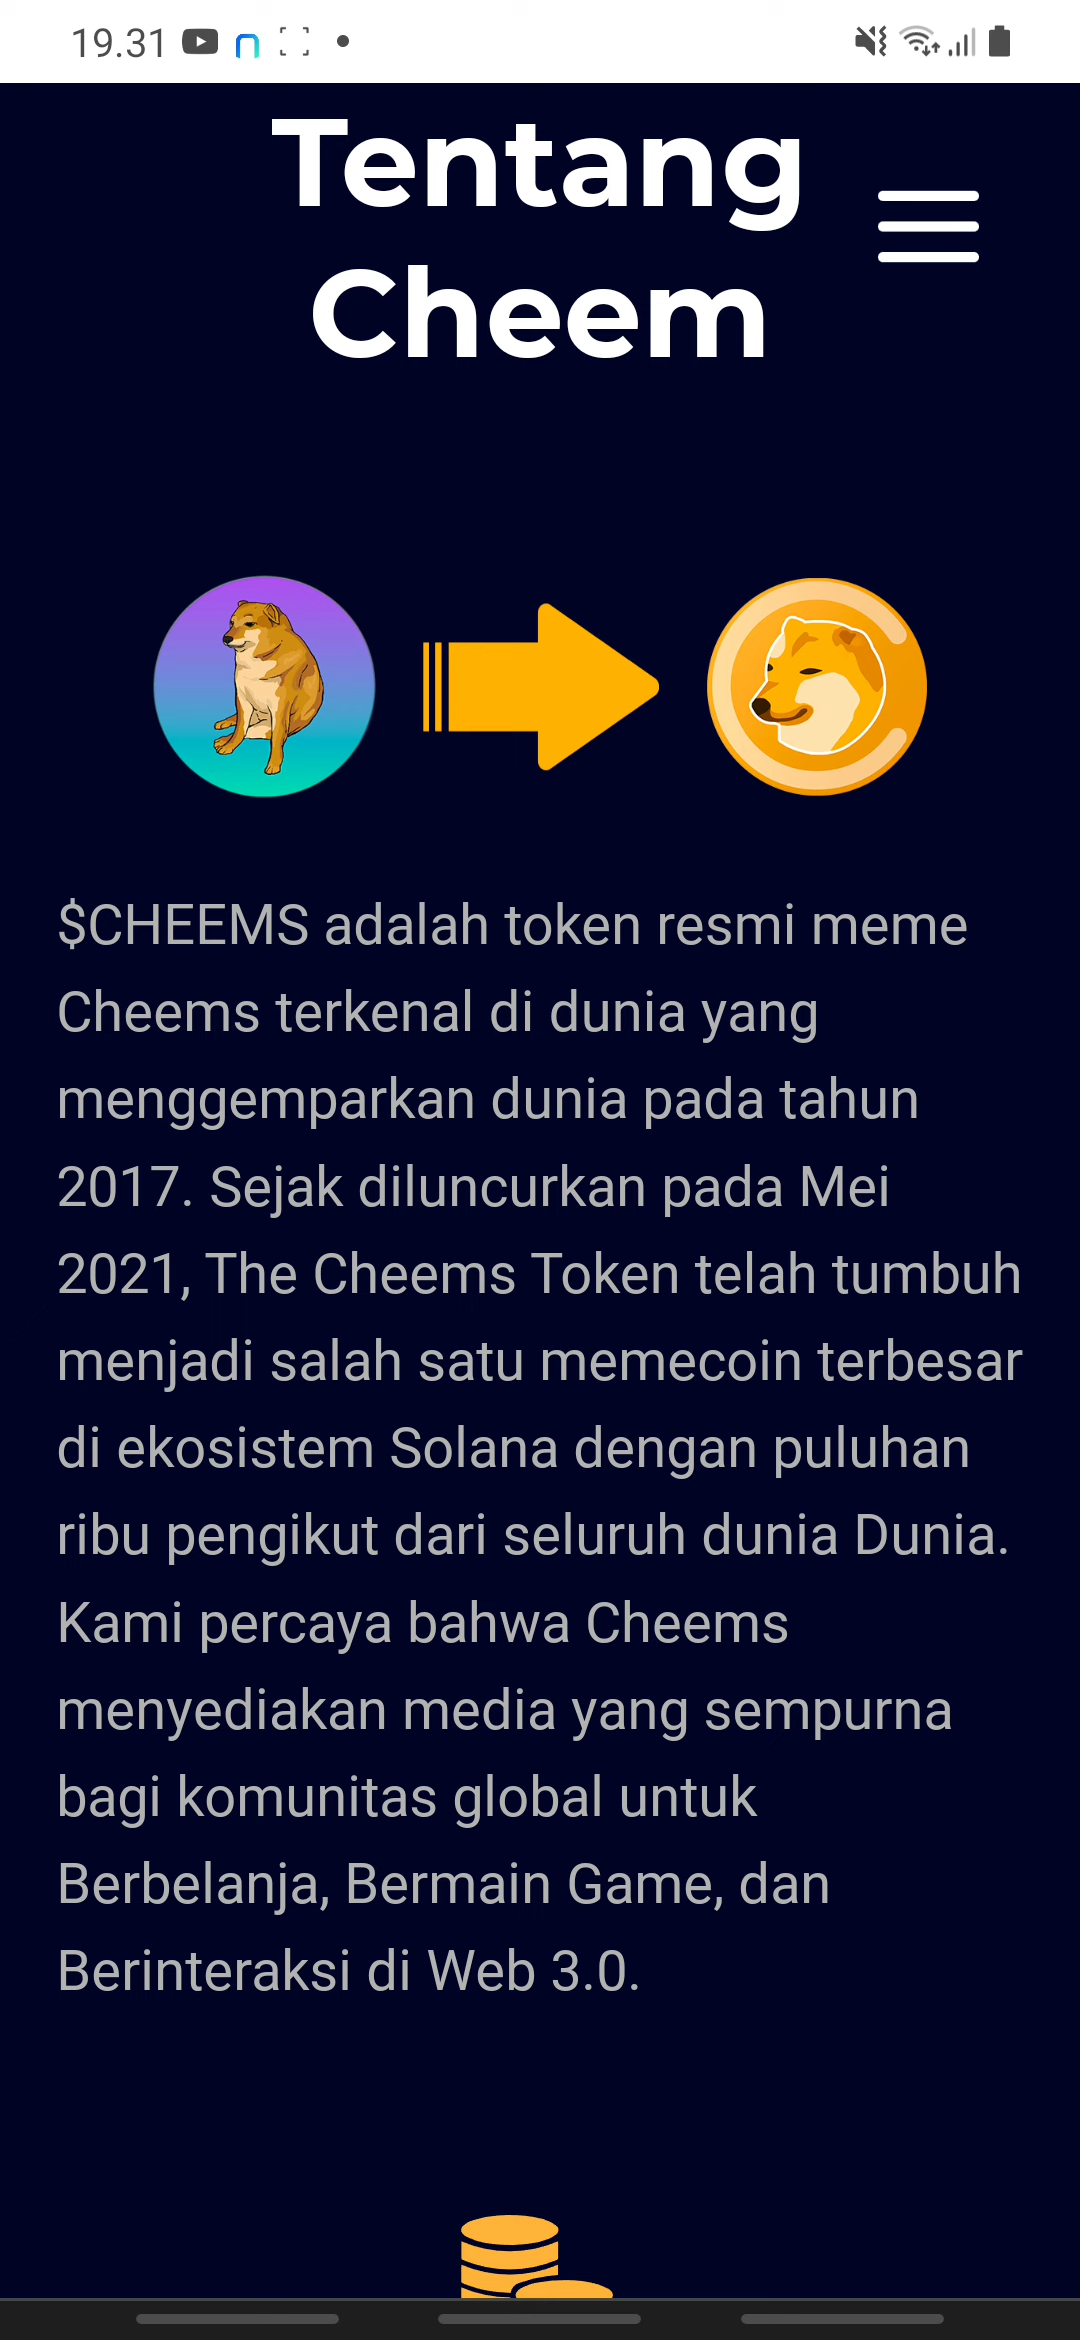 19.31
Tentang
Cheem
$CHEEMS adalah token resmi meme
Cheems terkenal di dunia yang
menggemparkan dunia pada tahun
2017. Sejak diluncurkan pada Mei
2021, The Cheems Token telah tumbuh
menjadi salah satu memecoin terbesar
di ekosistem Solana dengan puluhan
ribu pengikut dari seluruh dunia Dunia.
Kami percaya bahwa Cheems
menyediakan media yang sempurna
bagi komunitas global untuk
Berbelanja, Bermain Game, dan
Berinteraksi di Web 3.0.